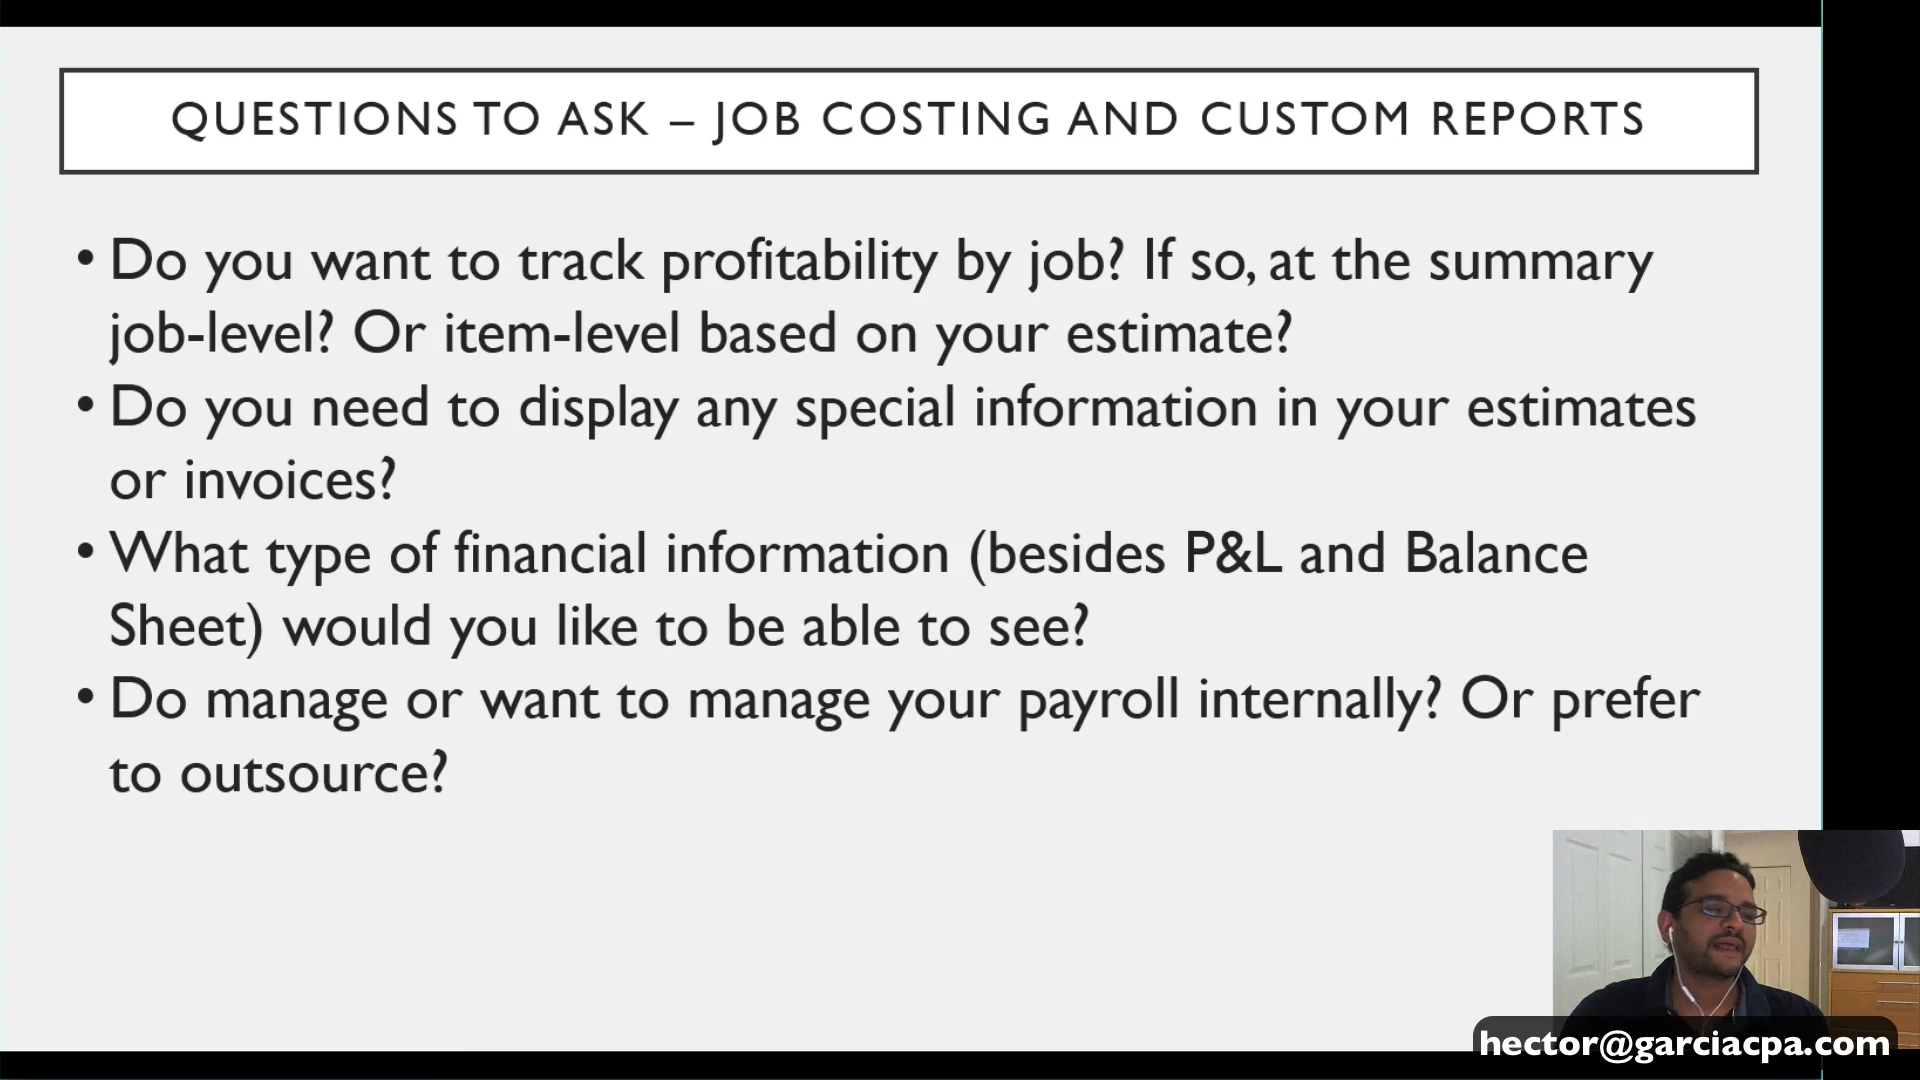 QUESTIONS TO ASK – JOB COSTING AND CUSTOM REPORTS
• Do you want to track profitability by job? If so, at the summary
job-level? Or item-level based on your estimate?
• Do you need to display any special information in your estimates
or invoices?
• What type of financial information (besides P&L and Balance
Sheet) would you like to be able to see?
• Do manage or want to manage your payroll internally? Or prefer
to outsource?
hector@garciacpa.com